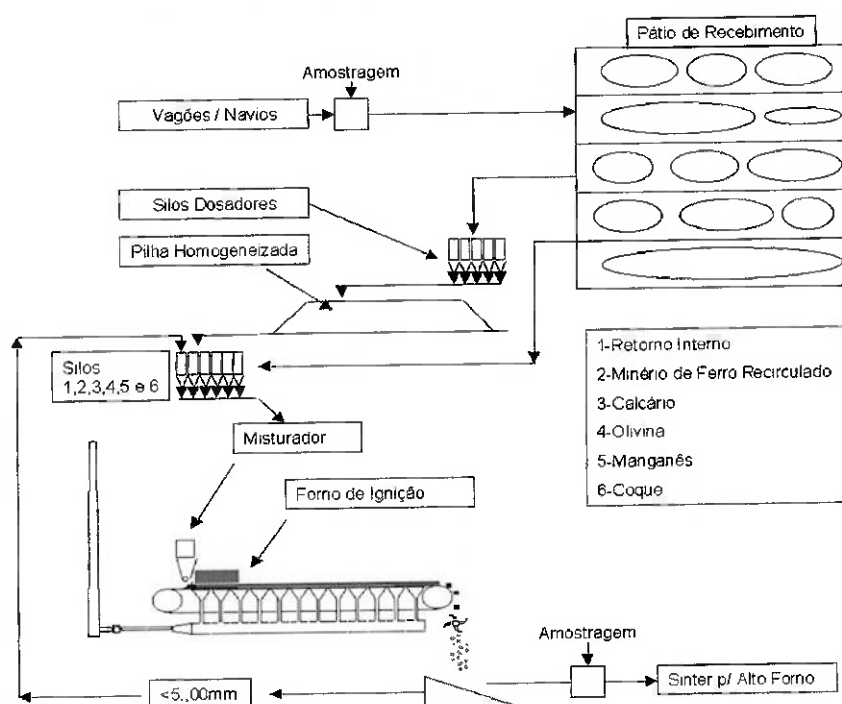 Pátio de Recebimento
Amostragem
Vagões / Navios
Silos Dosadores
Pilha Homogeneizada
Silos
1,2,3,4,5 e 6
1-Retorno Interno
2-Minério de Ferro Recirculado
3-Calcário
4-Olivina
5-Manganês
6-Coque
Misturador
Forno de Ignição
Amostragem
<5,,00mm
Sinter p/ Alto Forno